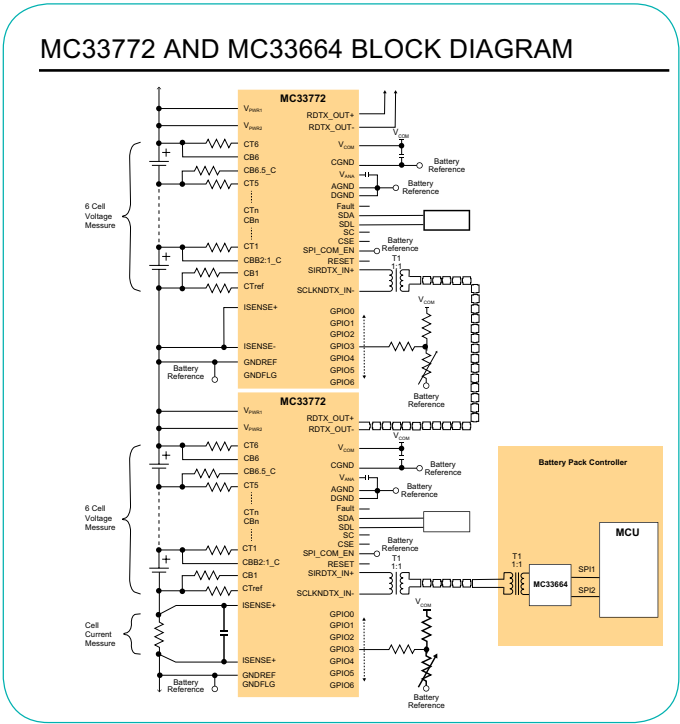 MC33772 AND MC33664 BLOCK DIAGRAM
MC33772
VPWR1
VPWR2
CT6
CB6
CB6.5_C
CT5
CTn
CBn
CT1
CBB2:1_C
CB1
CTref
ISENSE+
ISENSE-
GNDREF
GNDFLG
RDTX_OUT+
RDTX_OUT-
VCOM
CGND
VANA
AGND
DGND
Fault
SDA
SDL
SC
CSE
SPI_COM_EN
RESET
SIRDTX_IN+
SCLKNDTX_IN-
GPIO0
GPIO1
GPIO2
GPIO3
GPIO4
GPIO5
GPIO6
6 Cell
Voltage
Messure
Battery
Reference
VCOM
Battery
Reference
Battery
Reference
Battery
Reference
T1
1:1
VCOM
Battery
Reference
MC33772
VPWR1
VPWR2
CT6
CB6
CB6.5_C
CT5
CTn
CBn
CT1
CBB2:1_C
CB1
CTref
ISENSE+
ISENSE+
GNDREF
GNDFLG
RDTX_OUT+
RDTX_OUT-
VCOM
CGND
VANA
AGND
DGND
Fault
SDA
SDL
SC
CSE
SPI_COM_EN
RESET
SIRDTX_IN+
SCLKNDTX_IN-
GPIO0
GPIO1
GPIO2
GPIO3
GPIO4
GPIO5
GPIO6
6 Cell
Voltage
Messure
Cell
Current
Messure
Battery
Reference
VCOM
Battery
Reference
Battery
Reference
Battery
Reference
T1
1:1
VCOM
Battery
Reference
Battery Pack Controller
T1
1:1
MC33664
SPI1
SPI2
MCU